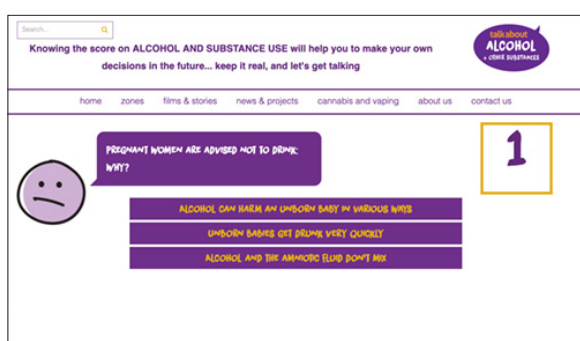 Search...
talkabout
ALCOHOL
+ OTHER SUBSTANCES
Knowing the score on ALCOHOL AND SUBSTANCE USE will help you to make your own
decisions in the future... keep it real, and let's get talking
home zones films & stories news & projects cannabis and vaping about us contact us
PREGNANT WOMEN ARE ADVISED NOT TO DRINK:
WHY?
1
ALCOHOL CAN HARM AN UNBORN BABY IN VARIOUS WAYS
UNBORN BABIES GET DRUNK VERY QUICKLY
ALCOHOL AND THE AMNIOTIC FLUID DON'T MIX